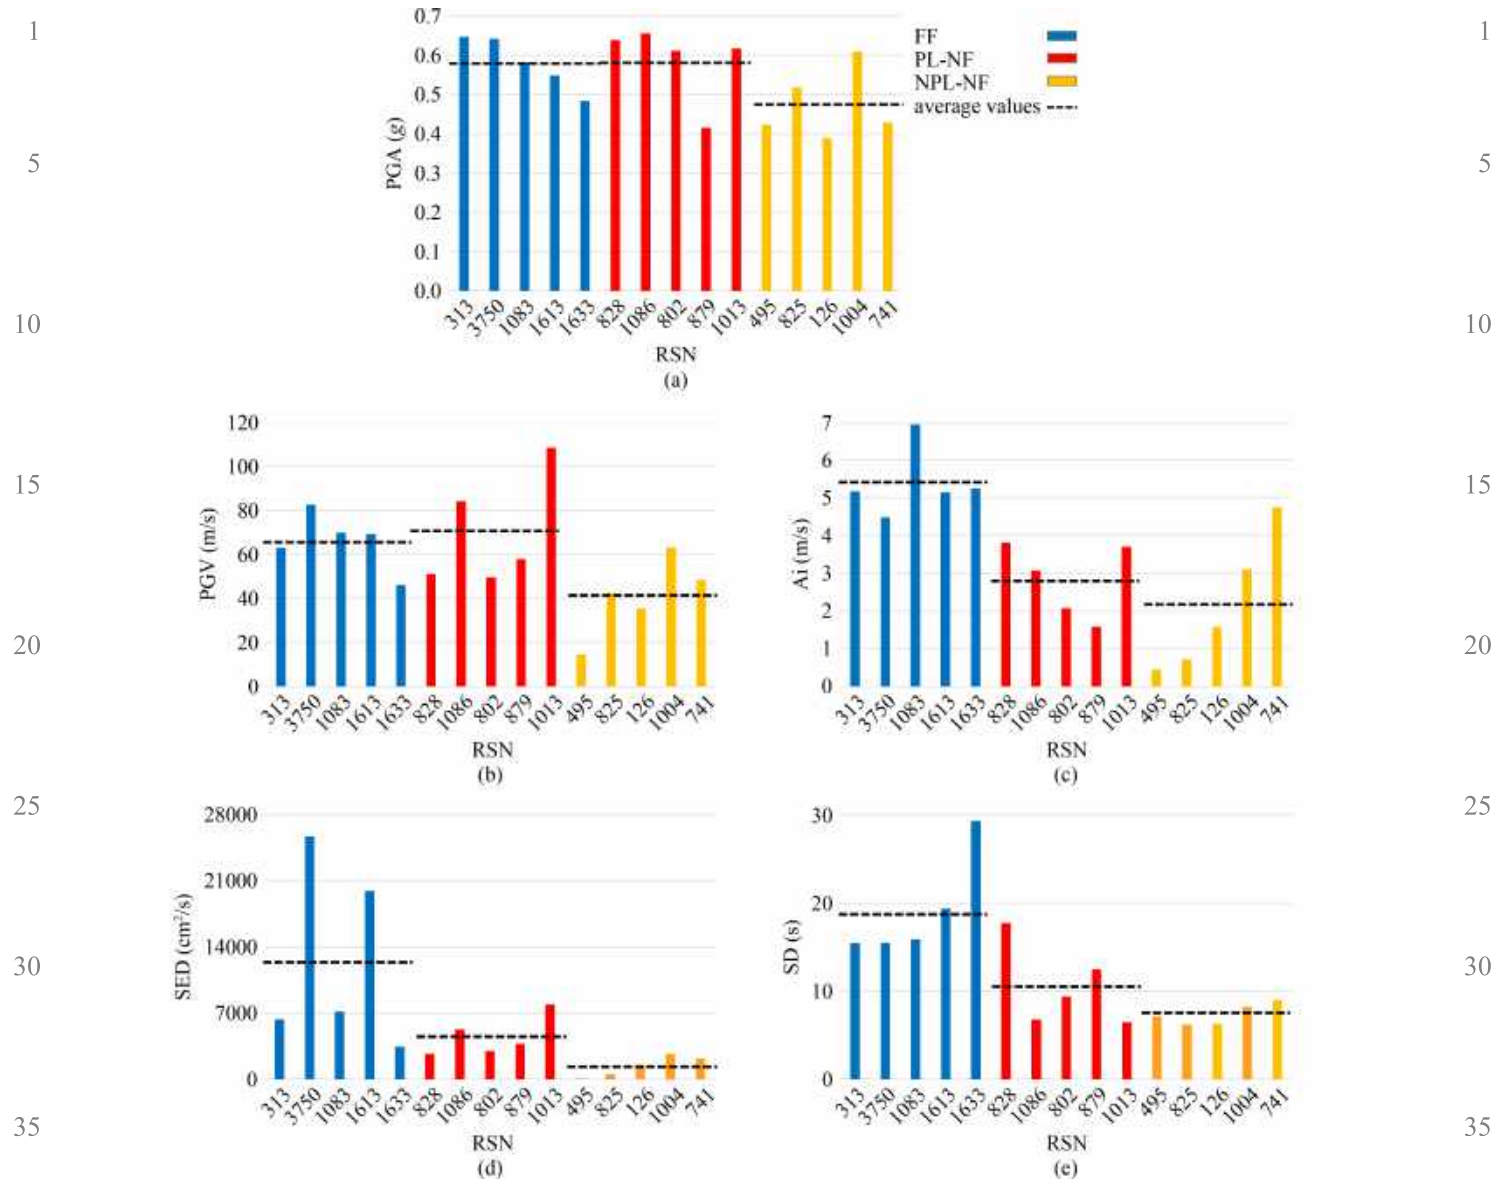 1
5
10
15
20
25
30
35
0.7
0.6
0.5
0.4
0.3
0.2
0.1
0.0
PGA (g)
313 3750 1083 1613 1633 828 1086 802 879 1013 495 825 126 1004 741
RSN
(a)
FF
PL-NF
NPL-NF
average values
120
100
80
60
40
20
0
PGV (m/s)
313 3750 1083 1613 1633 828 1086 802 879 1013 495 825 126 1004 741
RSN
(b)
7
6
5
4
3
2
1
0
Ai (m/s)
313 3750 1083 1613 1633 828 1086 802 879 1013 495 825 126 1004 741
RSN
(c)
28000
21000
14000
7000
0
SED (cm²/s)
313 3750 1083 1613 1633 828 1086 802 879 1013 495 825 126 1004 741
RSN
(d)
30
20
10
0
SD (s)
313 3750 1083 1613 1633 828 1086 802 879 1013 495 825 126 1004 741
RSN
(e)
1
5
10
15
20
25
30
35